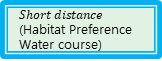 Short distance
(Habitat Preference
Water course)